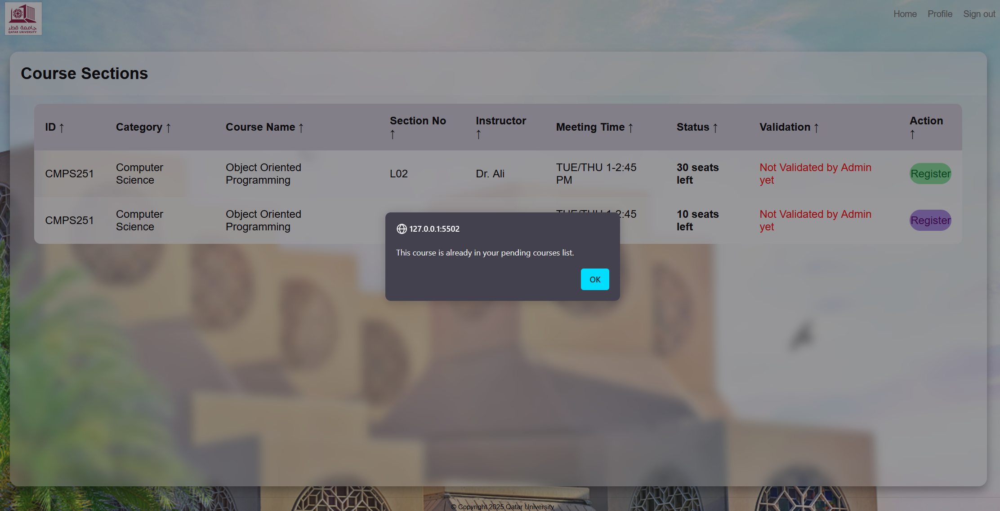 جامعة قطر
QATAR UNIVERSITY
Home Profile Sign out
Course Sections
ID ↑ Category ↑ Course Name ↑ Section No ↑ Instructor ↑ Meeting Time ↑ Status ↑ Validation ↑ Action ↑
CMPS251 Computer Science Object Oriented Programming L02 Dr. Ali TUE/THU 1-2:45 PM 30 seats left Not Validated by Admin yet Register
CMPS251 Computer Science Object Oriented Programming TUE/THU 1-2:45 10 seats left Not Validated by Admin yet Register
127.0.0.1:5502
This course is already in your pending courses list.
OK
© Copyright 2025 Qatar University